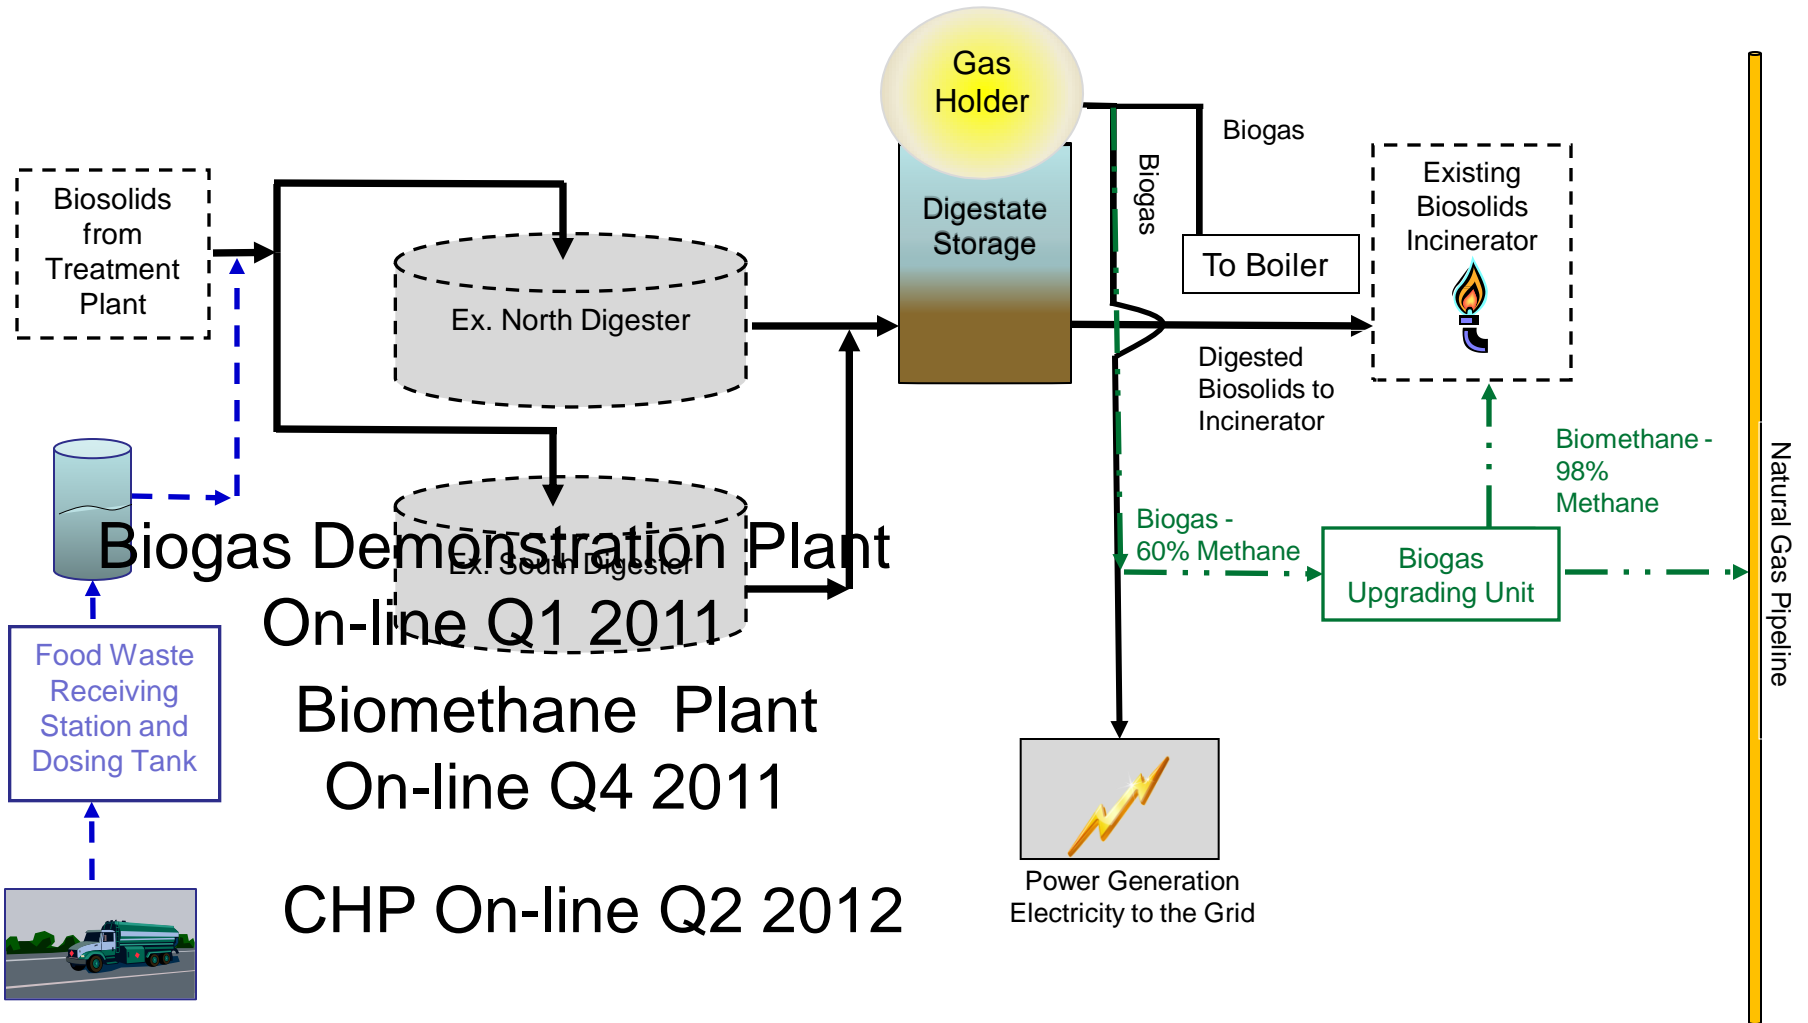 Gas
Holder
Biogas
Biogas
Existing
Biosolids
Incinerator
Biosolids
from
Treatment
Plant
Digestate
Storage
To Boiler
Ex. North Digester
Digested
Biosolids to
Incinerator
Biomethane -
98%
Methane
Natural Gas Pipeline
Biogas -
60% Methane
Biogas
Upgrading Unit
Biogas Demonstration Plant
Ex. South Digester
On-line Q1 2011
Food Waste
Receiving
Station and
Dosing Tank
Biomethane  Plant
On-line Q4 2011
CHP On-line Q2 2012
Power Generation
Electricity to the Grid